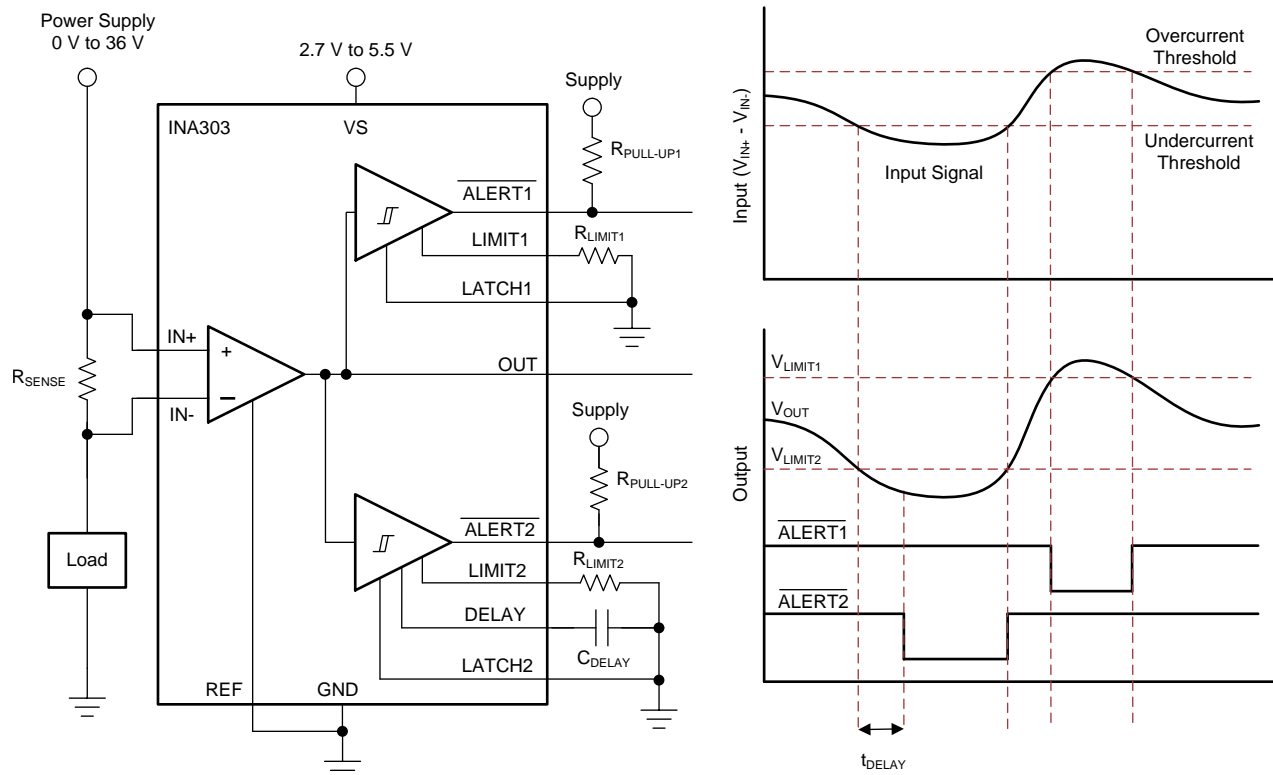 Power Supply
0 V to 36 V
2.7 V to 5.5 V
Supply
INA303
VS
RPULL-UP1
ALERT1
LIMIT1
RLIMIT1
LATCH1
IN+
+
RSENSE
OUT
IN-
−
Supply
RPULL-UP2
ALERT2
RLIMIT2
LIMIT2
Load
DELAY
CDELAY
LATCH2
REF
GND
Input (VIN+ - VIN-)
Overcurrent
Threshold
Undercurrent
Threshold
Input Signal
Output
VLIMIT1
VOUT
VLIMIT2
ALERT1
ALERT2
tDELAY